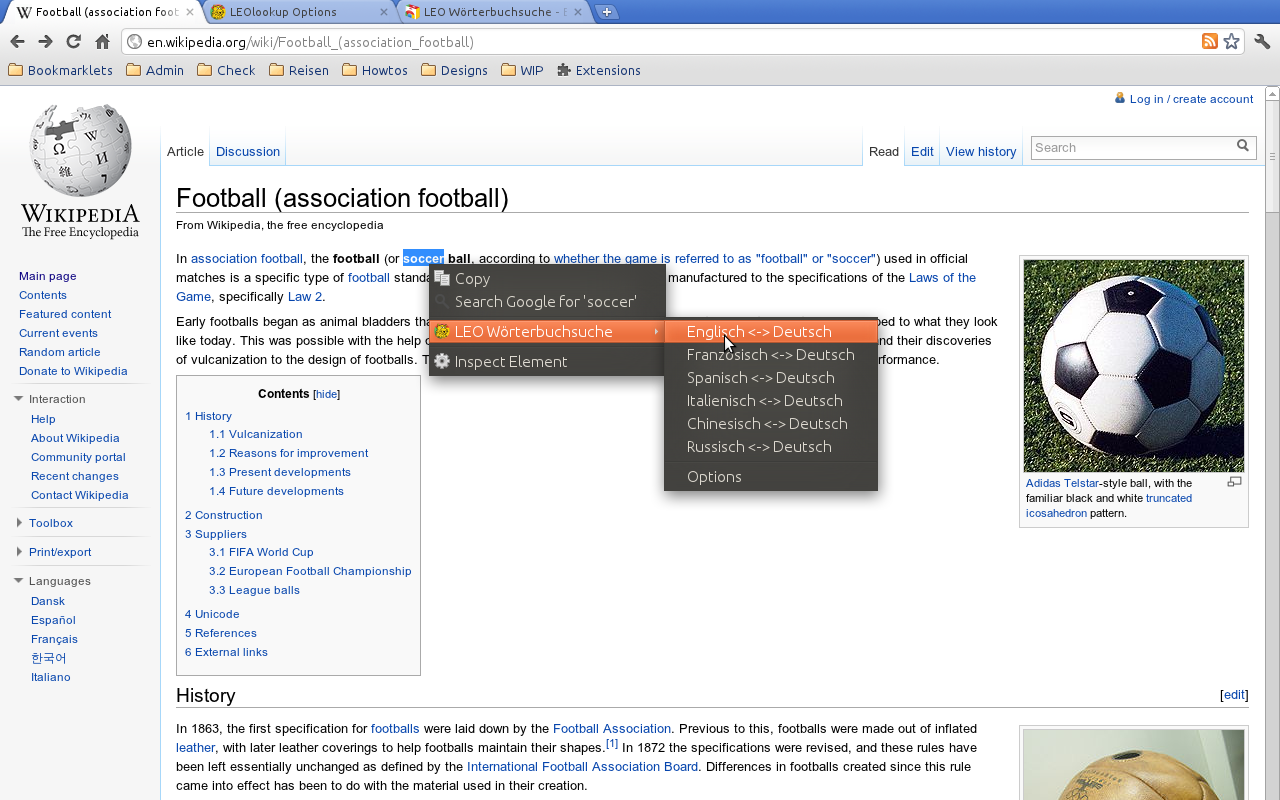 Football (association foot
LEOlookup Options
LEO Wörterbuchsuche -
en.wikipedia.org/wiki/Football_(association_football)
Bookmarklets Admin Check Reisen Howtos Designs WIP Extensions
Log in / create account
Article Discussion Read Edit View history Search
WIKIPEDIA
The Free Encyclopedia
Main page
Contents
Featured content
Current events
Random article
Donate to Wikipedia
Interaction
Help
About Wikipedia
Community portal
Recent changes
Contact Wikipedia
Toolbox
Print/export
Languages
Dansk
Español
Français
한국어
Italiano
Football (association football)
From Wikipedia, the free encyclopedia
In association football, the football (or soccer ball, according to whether the game is referred to as "football" or "soccer") used in official
matches is a specific type of football manufactured to the specifications of the Laws of the
Game, specifically Law 2.
Early footballs began as animal bladders to what they look
like today. This was possible with the help and their discoveries
of vulcanization to the design of footballs.
Copy
Search Google for 'soccer'
LEO Wörterbuchsuche
Inspect Element
Englisch <-> Deutsch
Französisch <-> Deutsch
Spanisch <-> Deutsch
Italienisch <-> Deutsch
Chinesisch <-> Deutsch
Russisch <-> Deutsch
Options
Contents [hide]
1 History
1.1 Vulcanization
1.2 Reasons for improvement
1.3 Present developments
1.4 Future developments
2 Construction
3 Suppliers
3.1 FIFA World Cup
3.2 European Football Championship
3.3 League balls
4 Unicode
5 References
6 External links
Adidas Telstar-style ball, with the
familiar black and white truncated
icosahedron pattern.
History [edit]
In 1863, the first specification for footballs were laid down by the Football Association. Previous to this, footballs were made out of inflated
leather, with later leather coverings to help footballs maintain their shapes.[1] In 1872 the specifications were revised, and these rules have
been left essentially unchanged as defined by the International Football Association Board. Differences in footballs created since this rule
came into effect has been to do with the material used in their creation.